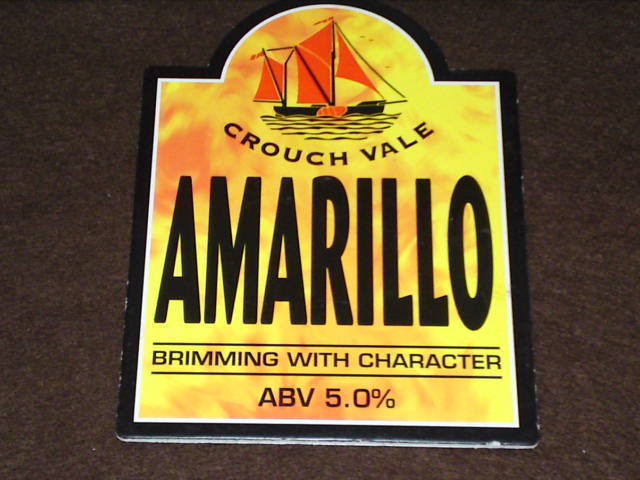 CROUCH VALE
AMARILLO
BRIMMING WITH CHARACTER
ABV 5.0%